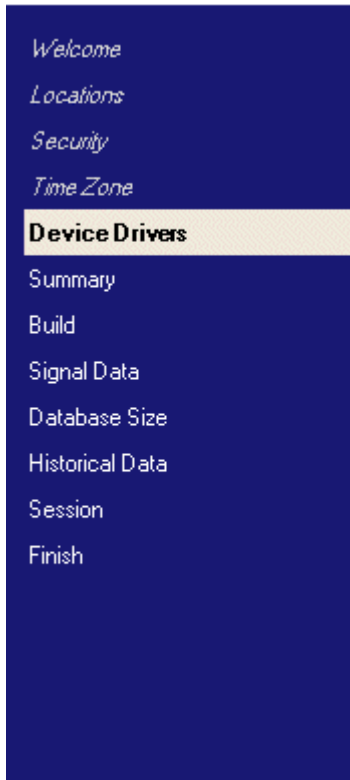 Welcome
Locations
Security
Time Zone
Device Drivers
Summary
Build
Signal Data
Database Size
Historical Data
Session
Finish